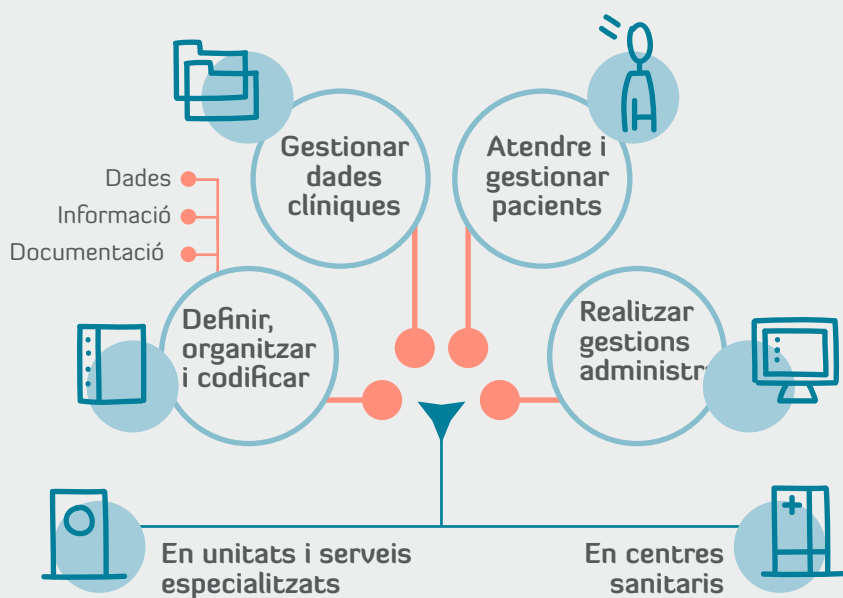 Gestionar
dades
clíniques
Atendre i
gestionar
pacients
Dades
Informació
Documentació
Definir,
organitzar
i codificar
Realitzar
gestions
En unitats i serveis
especialitzats
En centres
sanitaris